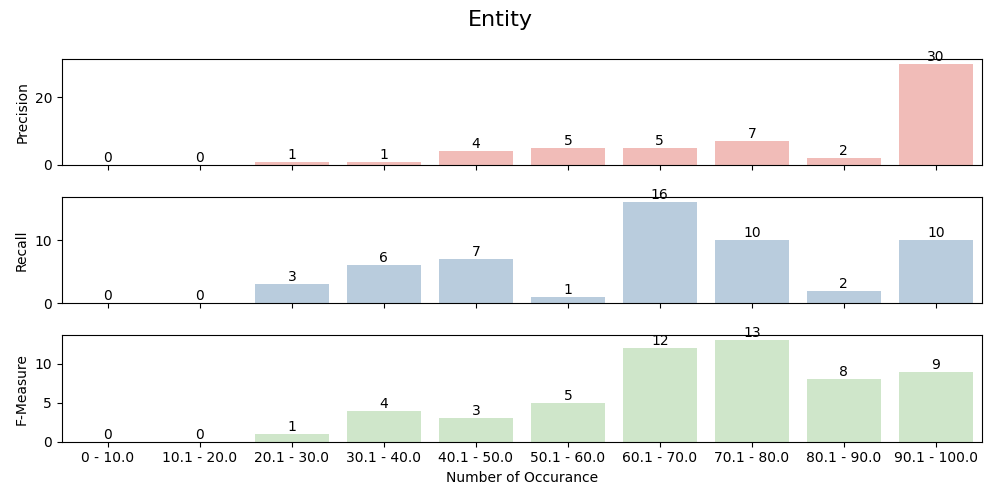 Entity
Precision
20
0
0 0 1 1 4 5 5 7 2 30
Recall
10
0
0 0 3 6 7 1 16 10 2 10
F-Measure
10
5
0
0 0 1 4 3 5 12 13 8 9
0 - 10.0 10.1 - 20.0 20.1 - 30.0 30.1 - 40.0 40.1 - 50.0 50.1 - 60.0 60.1 - 70.0 70.1 - 80.0 80.1 - 90.0 90.1 - 100.0
Number of Occurance